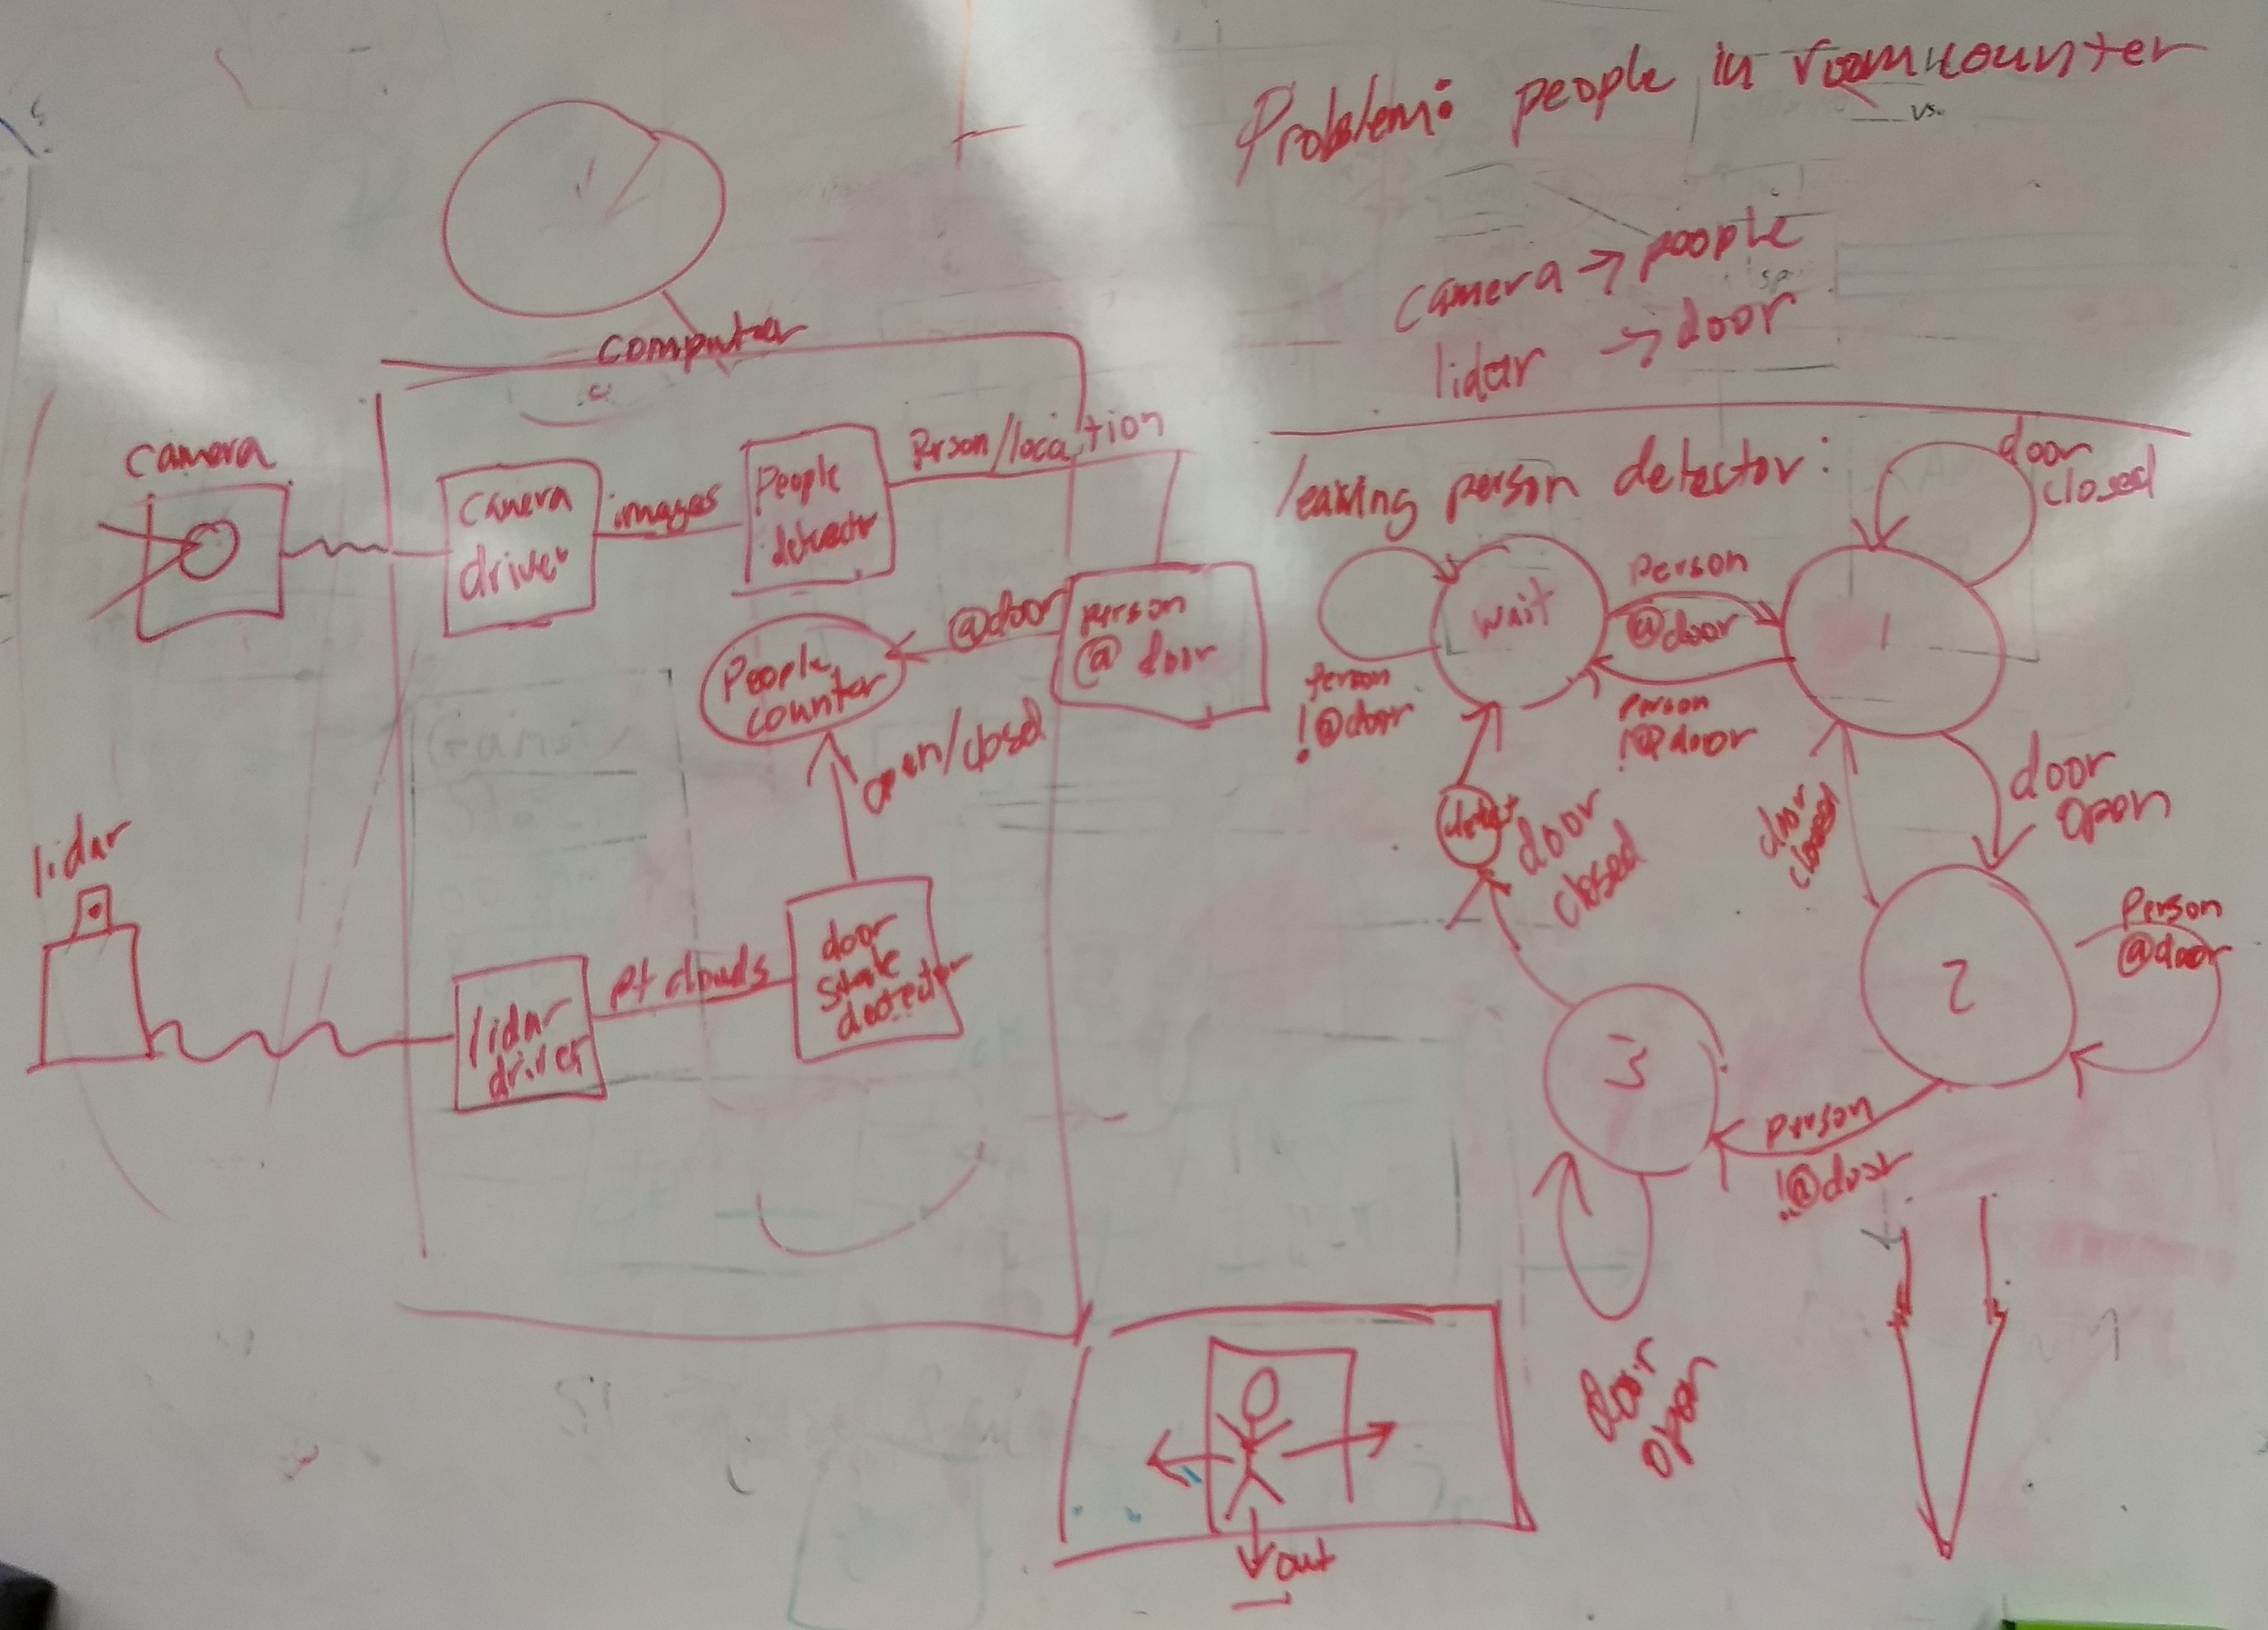 Problem: people in room counter
vs.
camera → people
lidar → door
computer
camera
camera
driver
images
People
detector
Person/location
person
@ door
@door
People
counter
open/closed
lidar
lidar
driver
pt clouds
door
state
detector
leaving person detector:
wait
person
!@door
Person
@door
person
!@door
1
door
closed
door
open
door
closed
2
Person
@door
person
!@door
3
door
open
door
closed
out